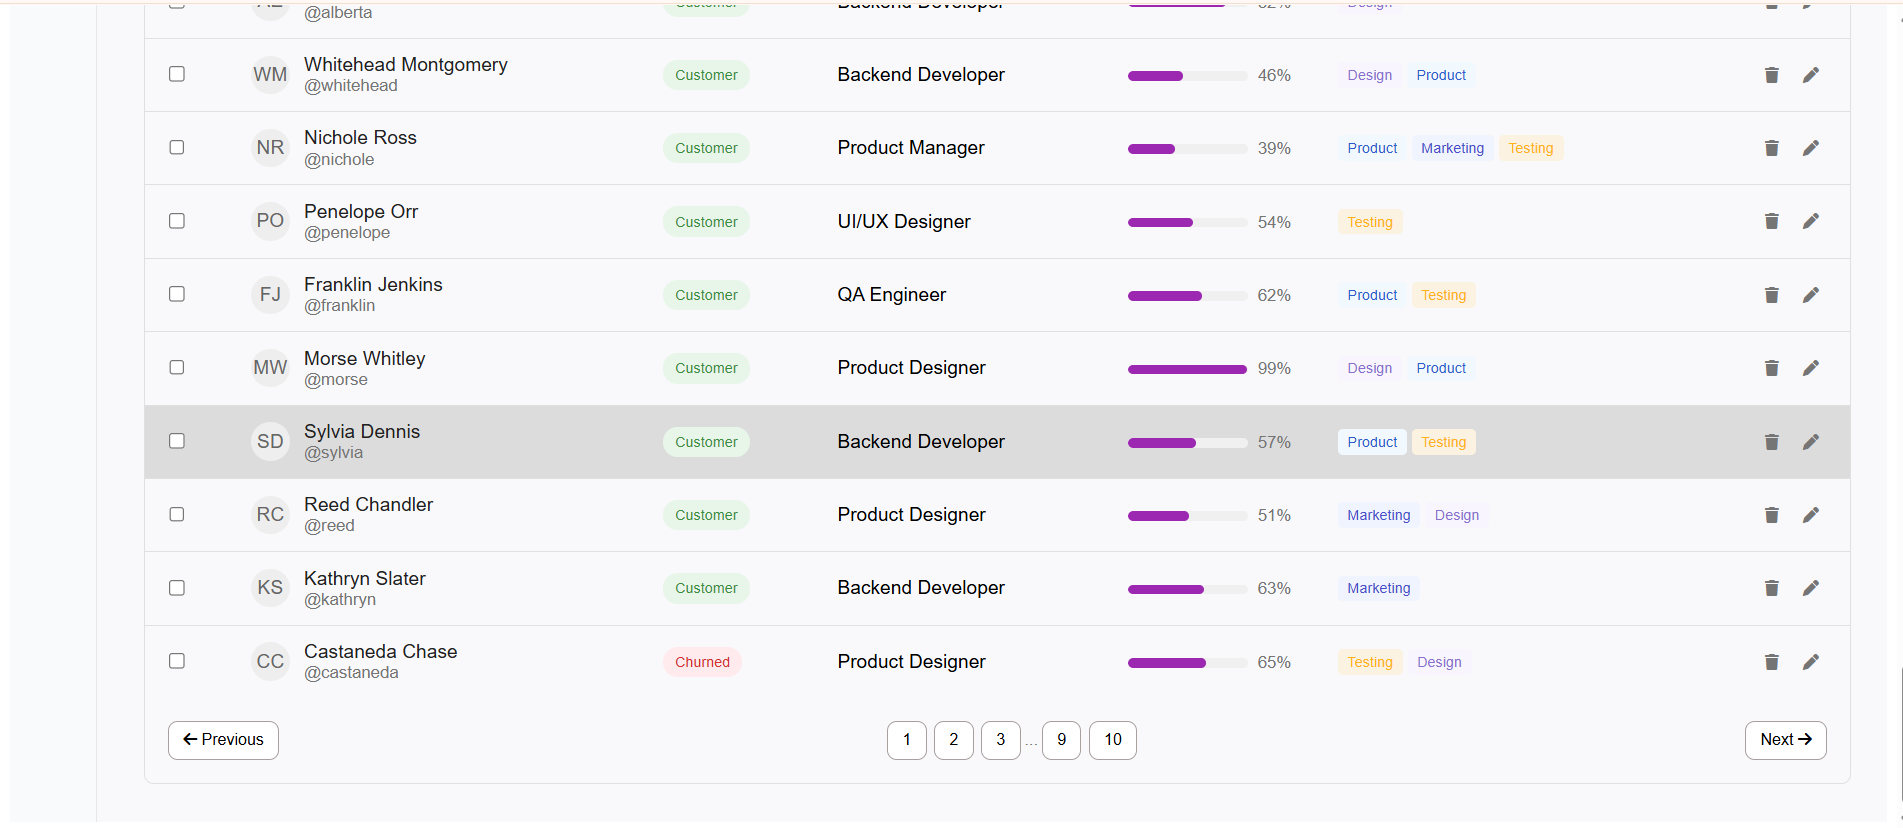 @alberta
WM Whitehead Montgomery Customer Backend Developer 46% Design Product
@whitehead
NR Nichole Ross Customer Product Manager 39% Product Marketing Testing
@nichole
PO Penelope Orr Customer UI/UX Designer 54% Testing
@penelope
FJ Franklin Jenkins Customer QA Engineer 62% Product Testing
@franklin
MW Morse Whitley Customer Product Designer 99% Design Product
@morse
SD Sylvia Dennis Customer Backend Developer 57% Product Testing
@sylvia
RC Reed Chandler Customer Product Designer 51% Marketing Design
@reed
KS Kathryn Slater Customer Backend Developer 63% Marketing
@kathryn
CC Castaneda Chase Churned Product Designer 65% Testing Design
@castaneda
Previous 1 2 3 ... 9 10 Next